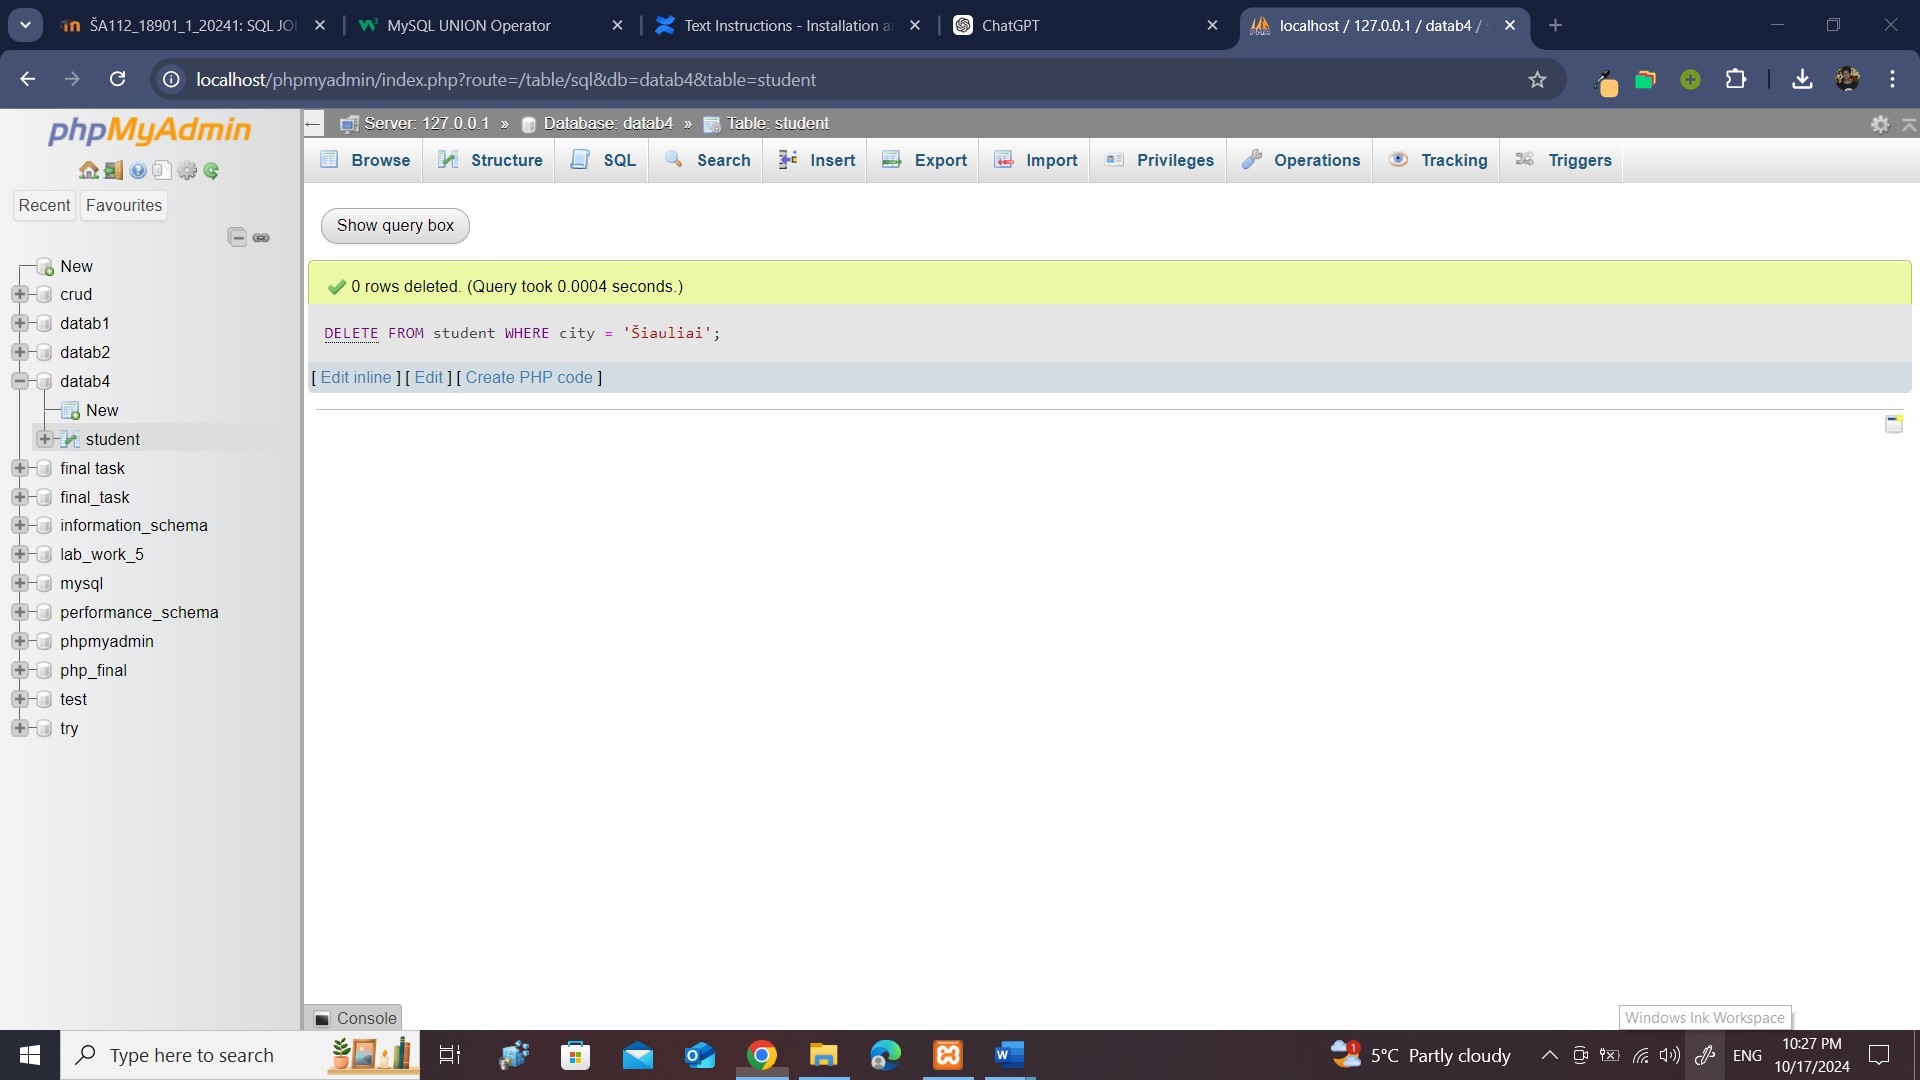 ŠA112_18901_1_20241: SQL JOI
MySQL UNION Operator
Text Instructions - Installation a
ChatGPT
localhost / 127.0.0.1 / datab4 /
localhost/phpmyadmin/index.php?route=/table/sql&db=datab4&table=student
phpMyAdmin
Recent
Favourites
New
crud
datab1
datab2
datab4
New
student
final task
final_task
information_schema
lab_work_5
mysql
performance_schema
phpmyadmin
php_final
test
try
Server: 127.0.0.1 » Database: datab4 » Table: student
Browse
Structure
SQL
Search
Insert
Export
Import
Privileges
Operations
Tracking
Triggers
Show query box
0 rows deleted. (Query took 0.0004 seconds.)
DELETE FROM student WHERE city = 'Šiauliai';
[ Edit inline ] [ Edit ] [ Create PHP code ]
Console
Windows Ink Workspace
Type here to search
1
5°C Partly cloudy
ENG
10:27 PM
10/17/2024